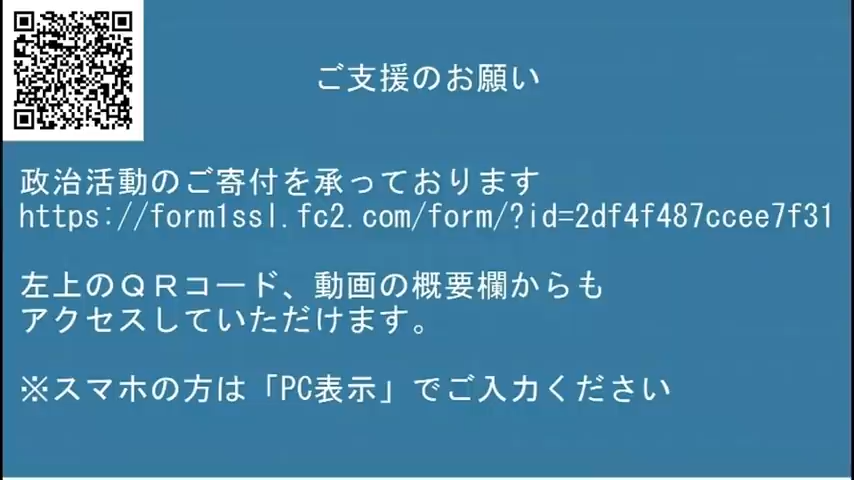 ご支援のお願い
政治活動のご寄付を承っております
https://form1ssl.fc2.com/form/?id=2df4f487ccee7f31
左上のＱＲコード、動画の概要欄からも
アクセスしていただけます。
※スマホの方は「PC表示」でご入力ください